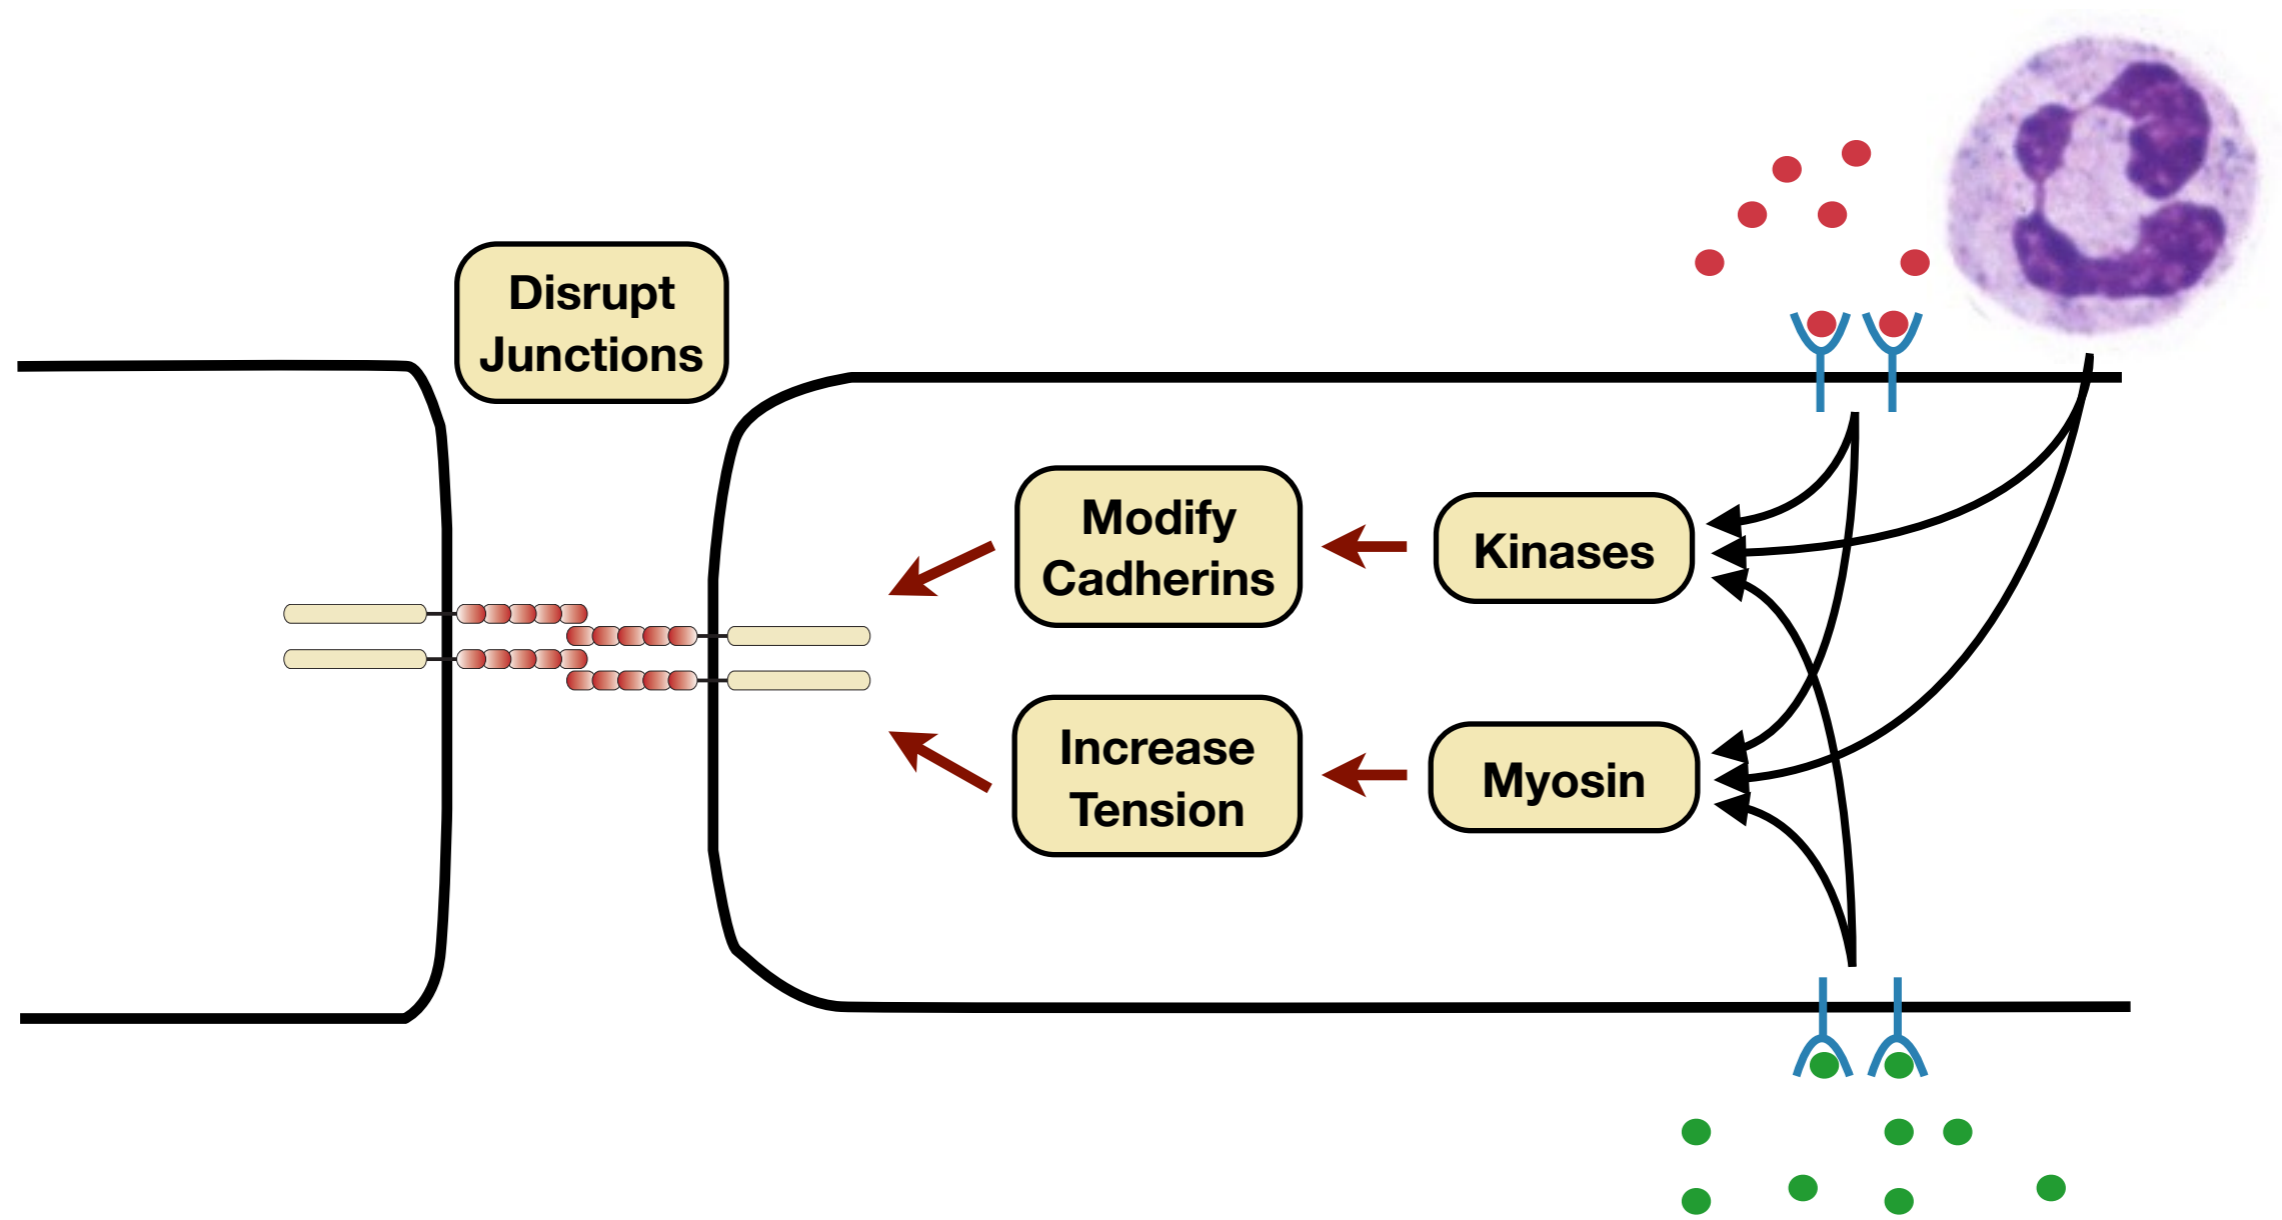 Disrupt
Junctions
Modify
Cadherins
Kinases
Increase
Tension
Myosin